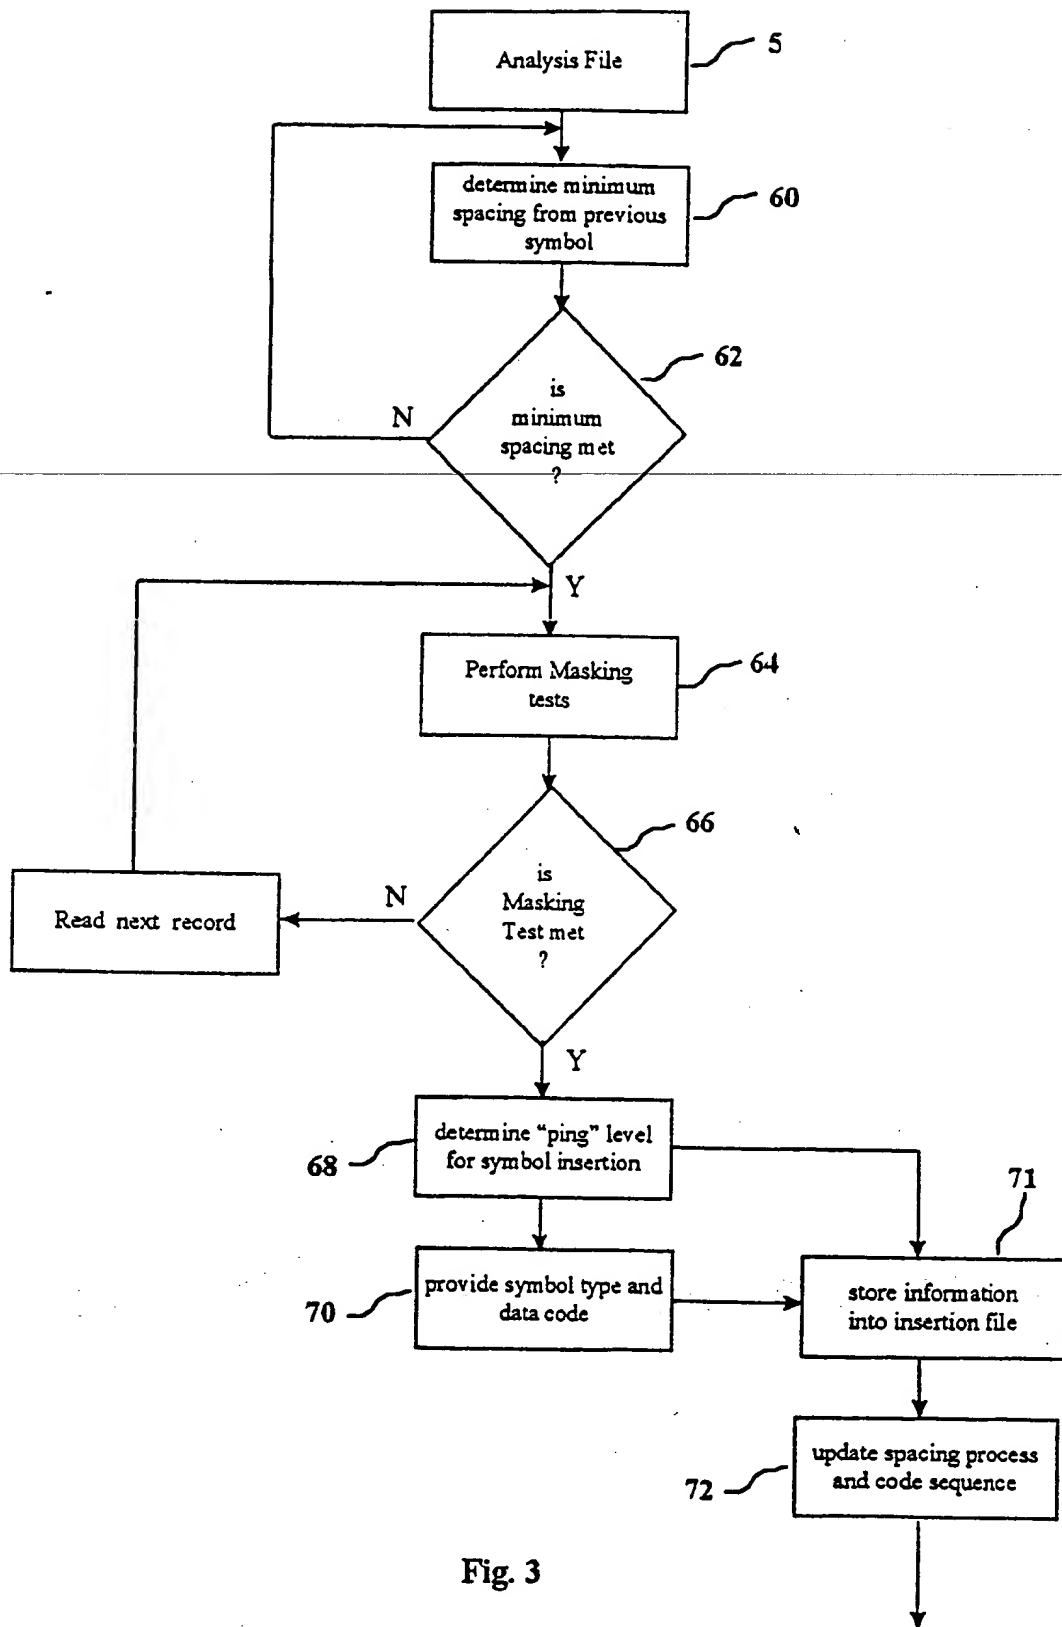 Analysis File
5
determine minimum
spacing from previous
symbol
60
is
minimum
spacing met
?
62
N
Y
Perform Masking
tests
64
is
Masking
Test met
?
66
N
Read next record
Y
determine “ping” level
for symbol insertion
68
provide symbol type and
data code
70
71
store information
into insertion file
update spacing process
and code sequence
72
Fig. 3